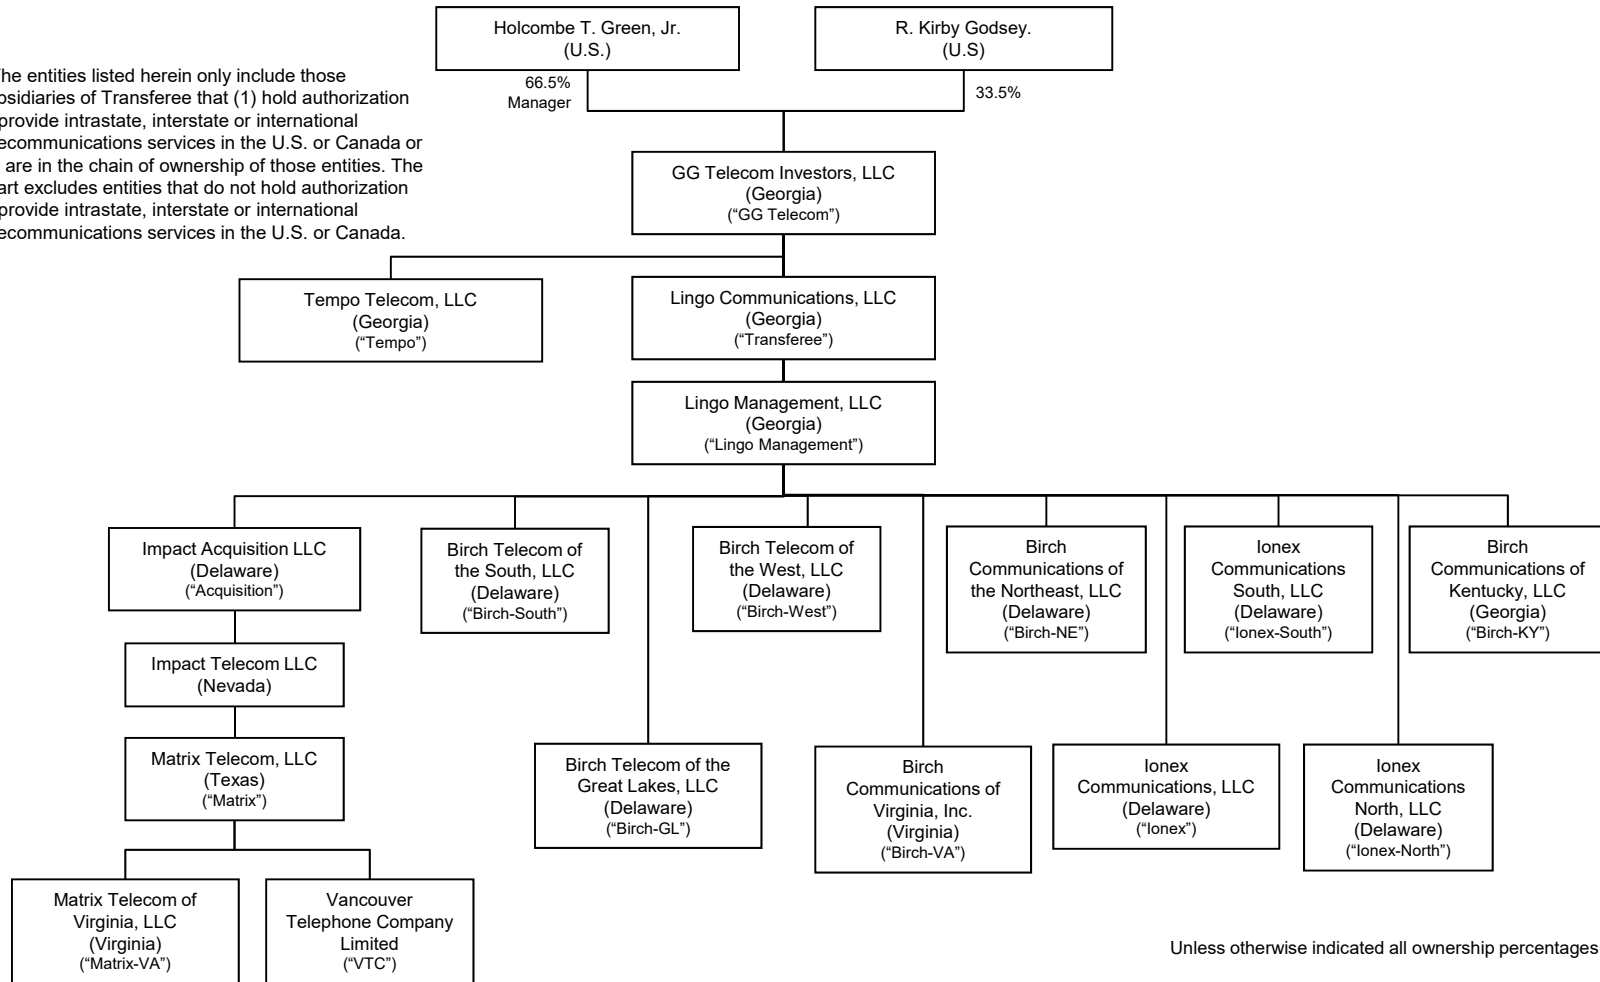 Holcombe T. Green, Jr.
(U.S.)
R. Kirby Godsey.
(U.S)
66.5%
Manager
33.5%
he entities listed herein only include those
bsidiaries of Transferee that (1) hold authorization
provide intrastate, interstate or international
ecommunications services in the U.S. or Canada or
are in the chain of ownership of those entities. The
art excludes entities that do not hold authorization
provide intrastate, interstate or international
ecommunications services in the U.S. or Canada.
GG Telecom Investors, LLC
(Georgia)
(“GG Telecom”)
Tempo Telecom, LLC
(Georgia)
(“Tempo”)
Lingo Communications, LLC
(Georgia)
(“Transferee”)
Lingo Management, LLC
(Georgia)
(“Lingo Management”)
Impact Acquisition LLC
(Delaware)
(“Acquisition”)
Birch Telecom of
the South, LLC
(Delaware)
(“Birch-South”)
Birch Telecom of
the West, LLC
(Delaware)
(“Birch-West”)
Birch
Communications of
the Northeast, LLC
(Delaware)
(“Birch-NE”)
Ionex
Communications
South, LLC
(Delaware)
(“Ionex-South”)
Birch
Communications of
Kentucky, LLC
(Georgia)
(“Birch-KY”)
Impact Telecom LLC
(Nevada)
Matrix Telecom, LLC
(Texas)
(“Matrix”)
Birch Telecom of the
Great Lakes, LLC
(Delaware)
(“Birch-GL”)
Birch
Communications of
Virginia, Inc.
(Virginia)
(“Birch-VA”)
Ionex
Communications, LLC
(Delaware)
(“Ionex”)
Ionex
Communications
North, LLC
(Delaware)
(“Ionex-North”)
Matrix Telecom of
Virginia, LLC
(Virginia)
(“Matrix-VA”)
Vancouver
Telephone Company
Limited
(“VTC”)
Unless otherwise indicated all ownership percentages